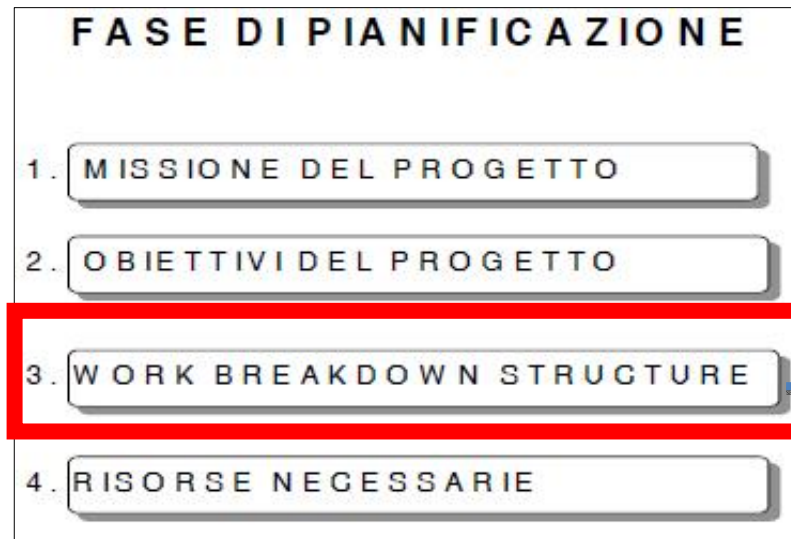 FASE DI PIANIFICAZIONE
1. MISSIONE DEL PROGETTO
2. OBIETTIVI DEL PROGETTO
3. WORK BREAKDOWN STRUCTURE
4. RISORSE NECESSARIE